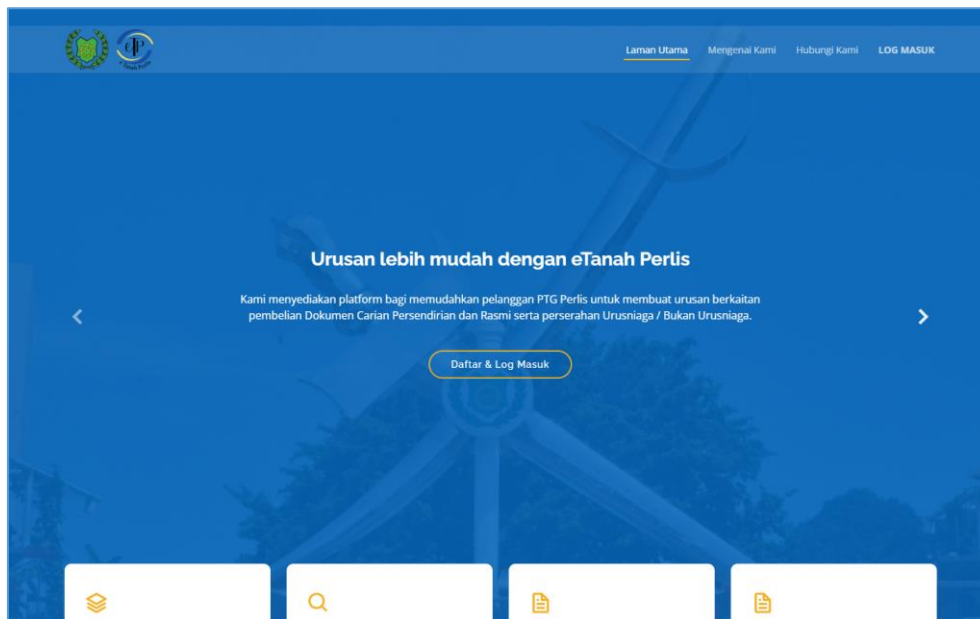 eTP
Laman Utama Mengenai Kami Hubungi Kami LOG MASUK
Urusan lebih mudah dengan eTanah Perlis
Kami menyediakan platform bagi memudahkan pelanggan PTG Perlis untuk membuat urusan berkaitan
pembelian Dokumen Carian Persendirian dan Rasmi serta perserahan Urusniaga / Bukan Urusniaga.
Daftar & Log Masuk